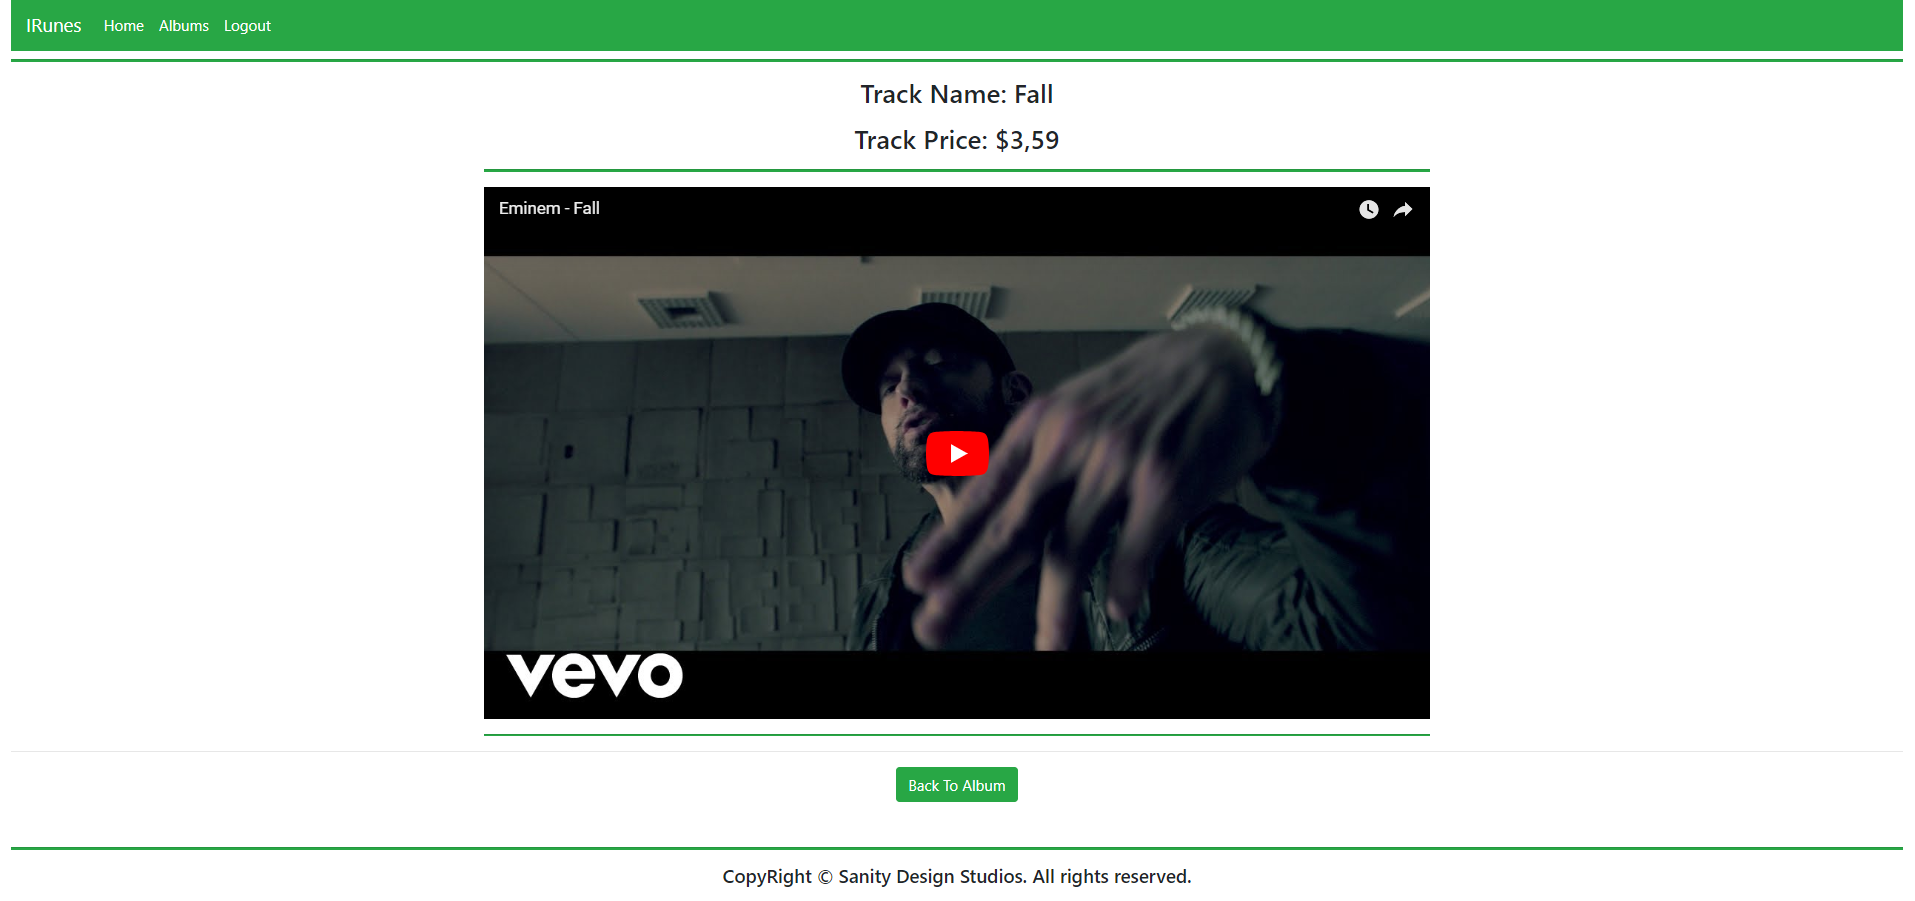 IRunes Home Albums Logout
Track Name: Fall
Track Price: $3,59
Eminem - Fall
vevo
Back To Album
CopyRight © Sanity Design Studios. All rights reserved.